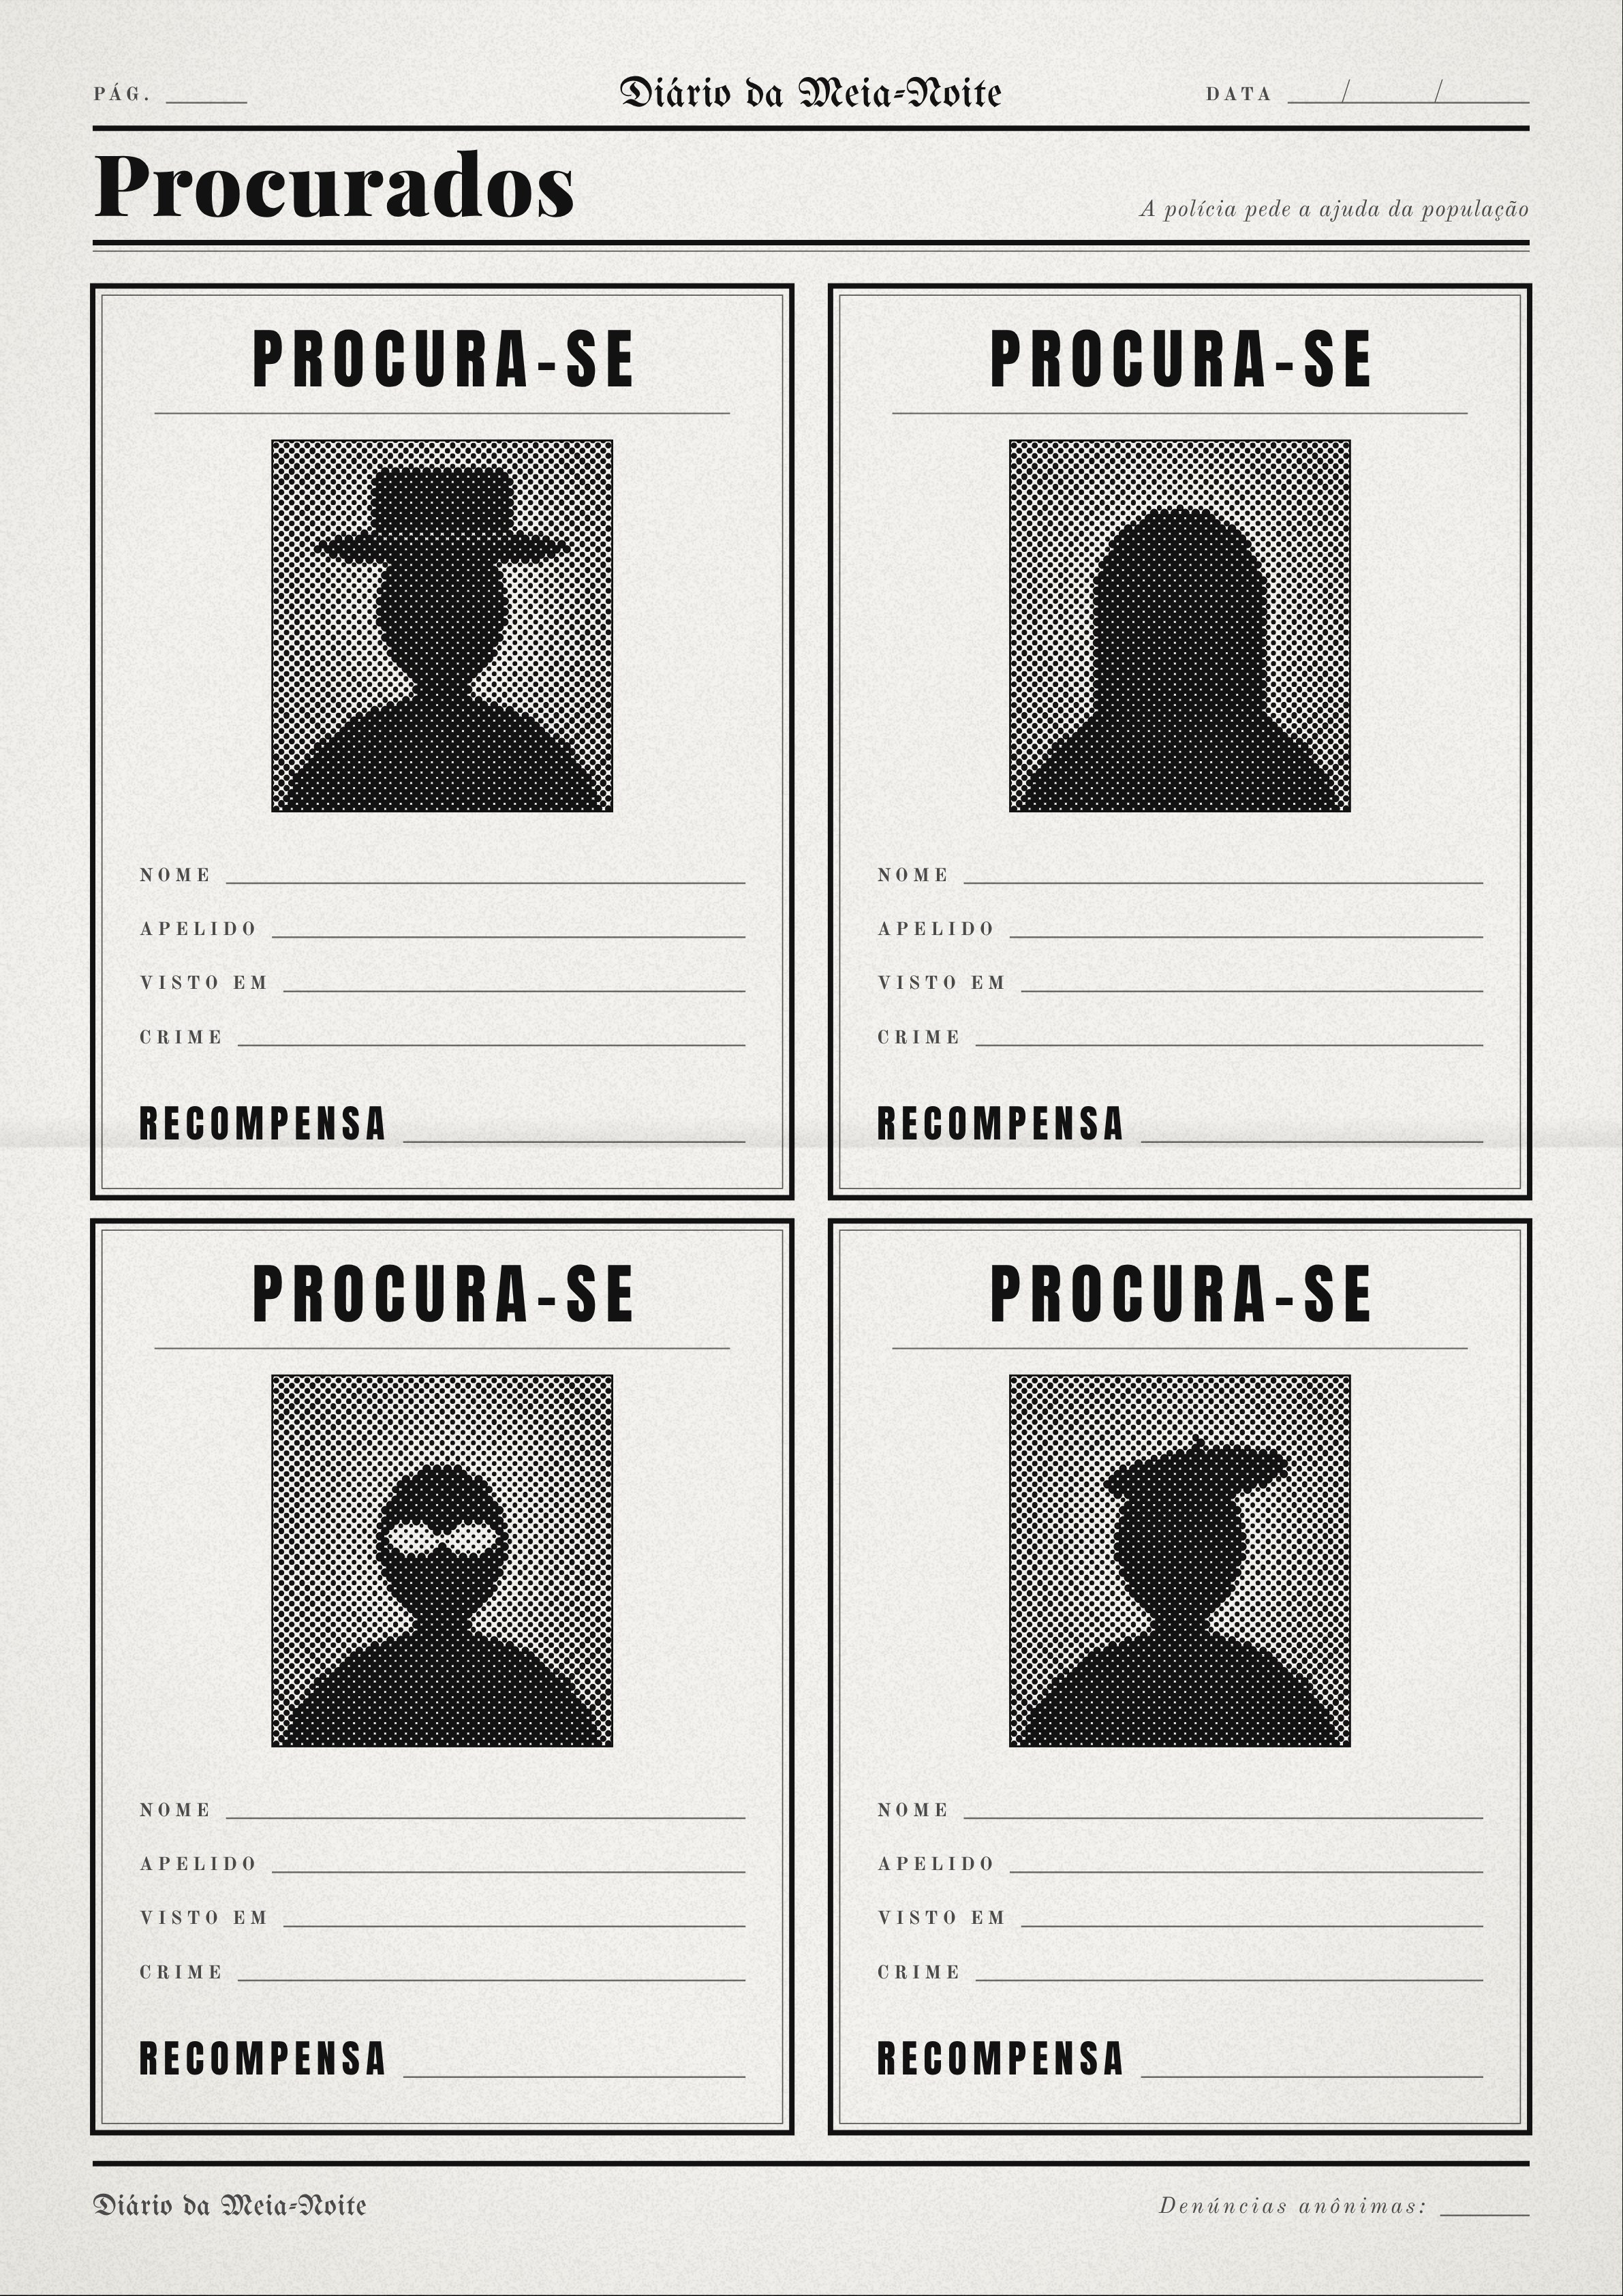 PÁG. Diário da Meia-Noite DATA / /
Procurados
A polícia pede a ajuda da população
PROCURA-SE
NOME
APELIDO
VISTO EM
CRIME
RECOMPENSA
PROCURA-SE
NOME
APELIDO
VISTO EM
CRIME
RECOMPENSA
PROCURA-SE
NOME
APELIDO
VISTO EM
CRIME
RECOMPENSA
PROCURA-SE
NOME
APELIDO
VISTO EM
CRIME
RECOMPENSA
Diário da Meia-Noite
Denúncias anônimas: